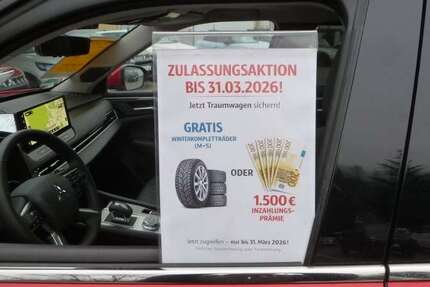 ZULASSUNGSAKTION
BIS 31.03.2026!
Jetzt Traumwagen sichern!
GRATIS
WINTERKOMPLETTRÄDER
(M+S)
ODER
1.500 €
INZAHLUNGS-
PRÄMIE
Jetzt zugreifen – nur bis 31. März 2026!